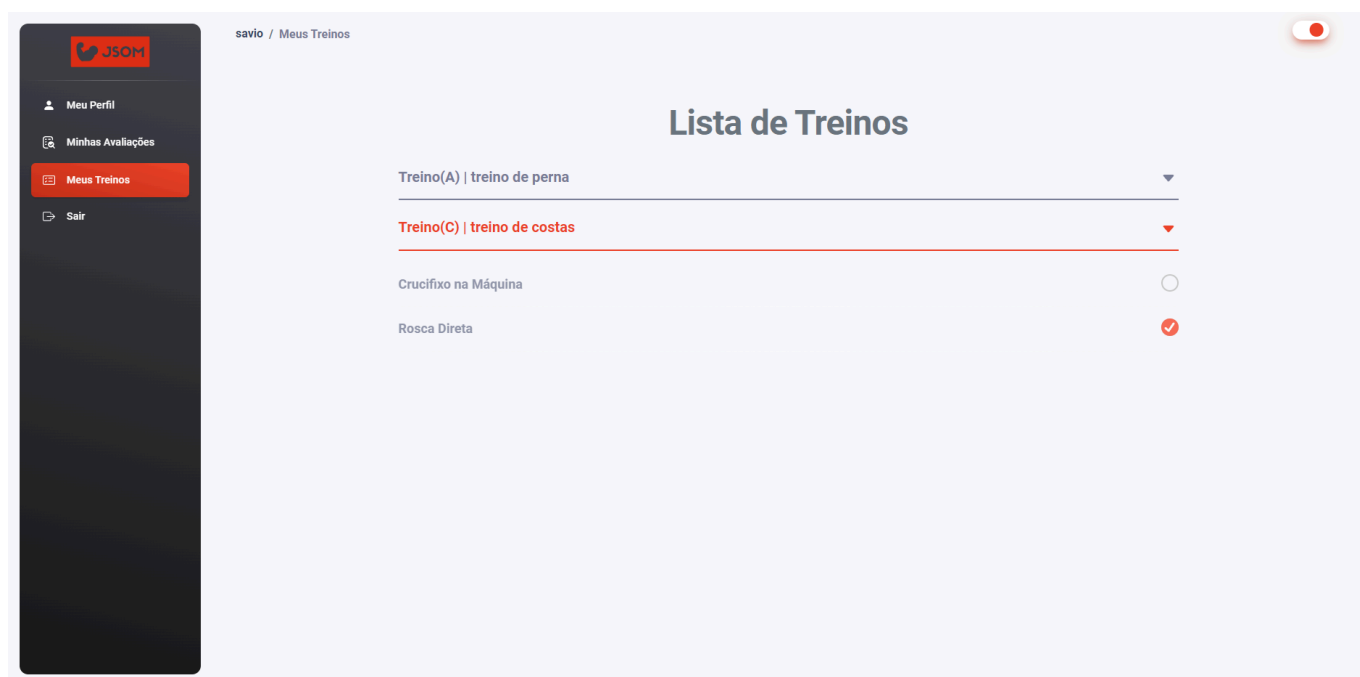 JSOM
savio / Meus Treinos
Meu Perfil
Minhas Avaliações
Meus Treinos
Sair
Lista de Treinos
Treino(A) | treino de perna
Treino(C) | treino de costas
Crucifixo na Máquina
Rosca Direta